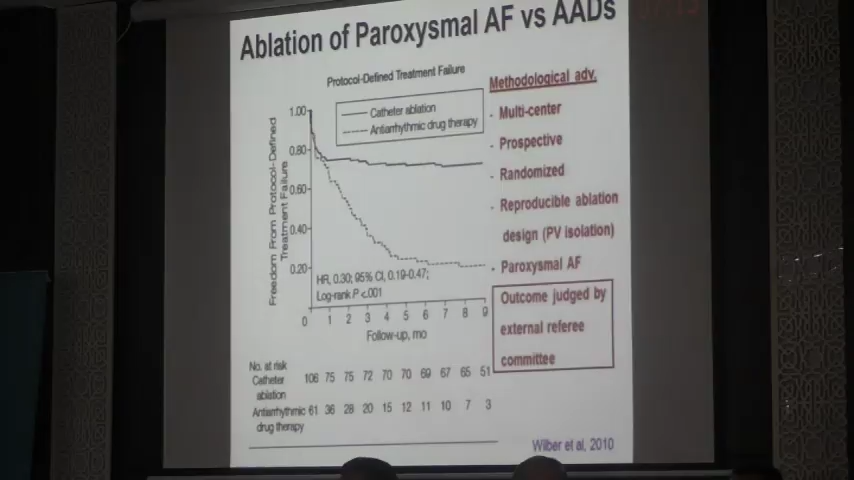 Ablation of Paroxysmal AF vs AADs
Protocol-Defined Treatment Failure
Catheter ablation
Antiarrhythmic drug therapy
Freedom From Protocol-Defined
Treatment Failure
1.00
0.80
0.60
0.40
0.20
HR, 0.30; 95% CI, 0.19-0.47;
Log-rank P <.001
0 1 2 3 4 5 6 7 8 9
Follow-up, mo
No. at risk
Catheter ablation 106 75 75 72 70 70 69 67 65 51
Antiarrhythmic drug therapy 61 36 28 20 15 12 11 10 7 3
Methodological adv.
- Multi-center
- Prospective
- Randomized
- Reproducible ablation
design (PV isolation)
- Paroxysmal AF
Outcome judged by
external referee
committee
Wilber et al, 2010